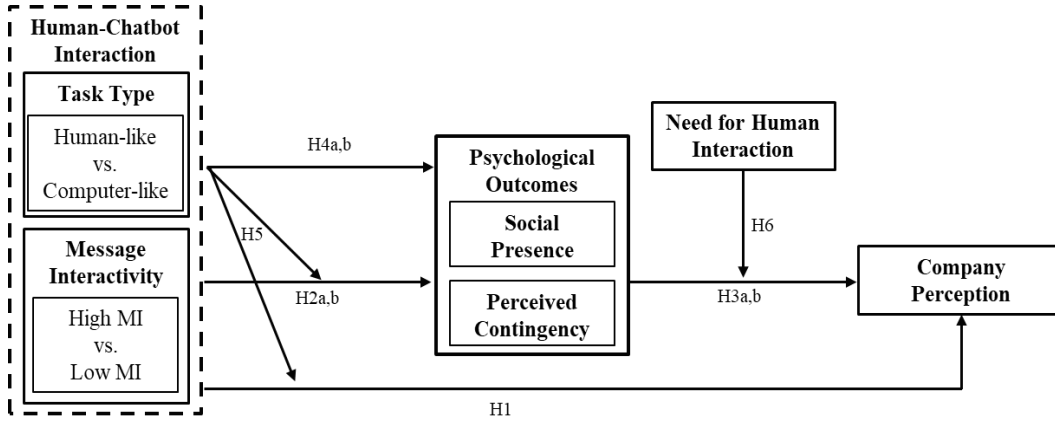 Human-Chatbot
Interaction
Task Type
Human-like
vs.
Computer-like
Message
Interactivity
High MI
vs.
Low MI
H4a,b
H5
H2a,b
H1
Psychological
Outcomes
Social
Presence
Perceived
Contingency
Need for Human
Interaction
H6
H3a,b
Company
Perception